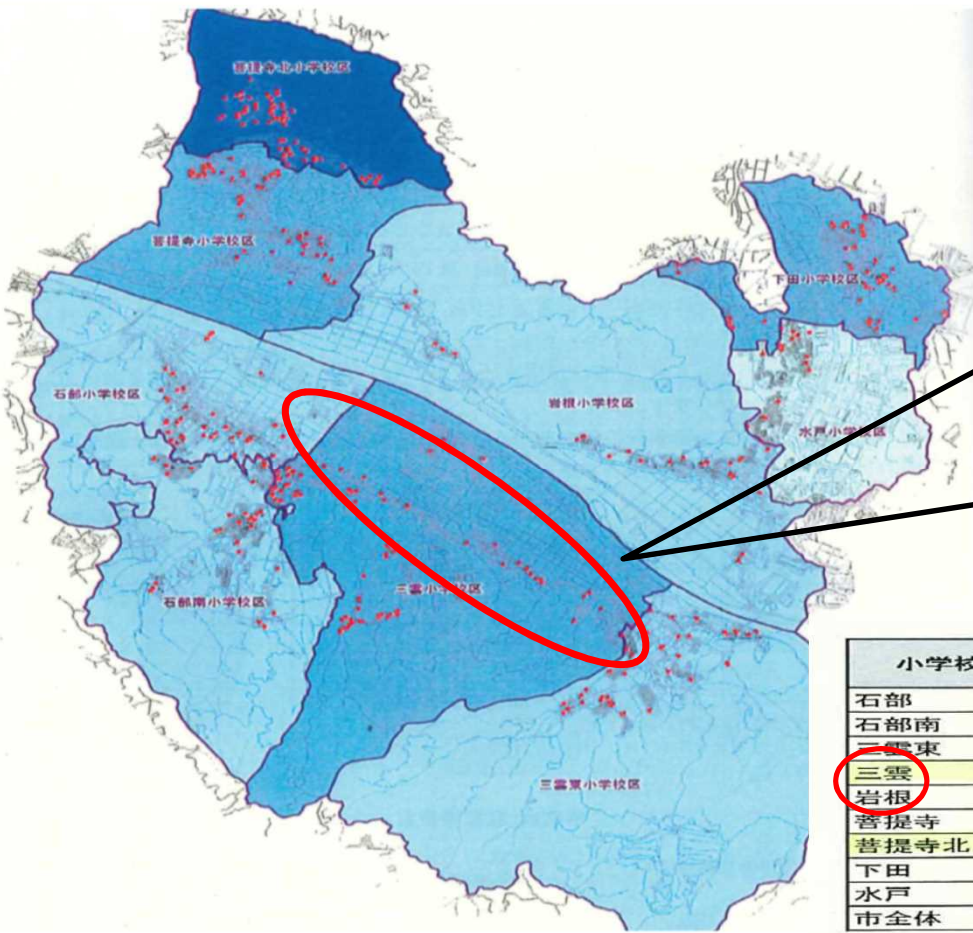 菩提寺北小学校区
菩提寺小学校区
下田小学校区
石部小学校区
岩根小学校区
水戸小学校区
三雲小学校区
石部南小学校区
三雲東小学校区
小学校
石部
石部南
三雲東
三雲
岩根
菩提寺
菩提寺北
下田
水戸
市全体